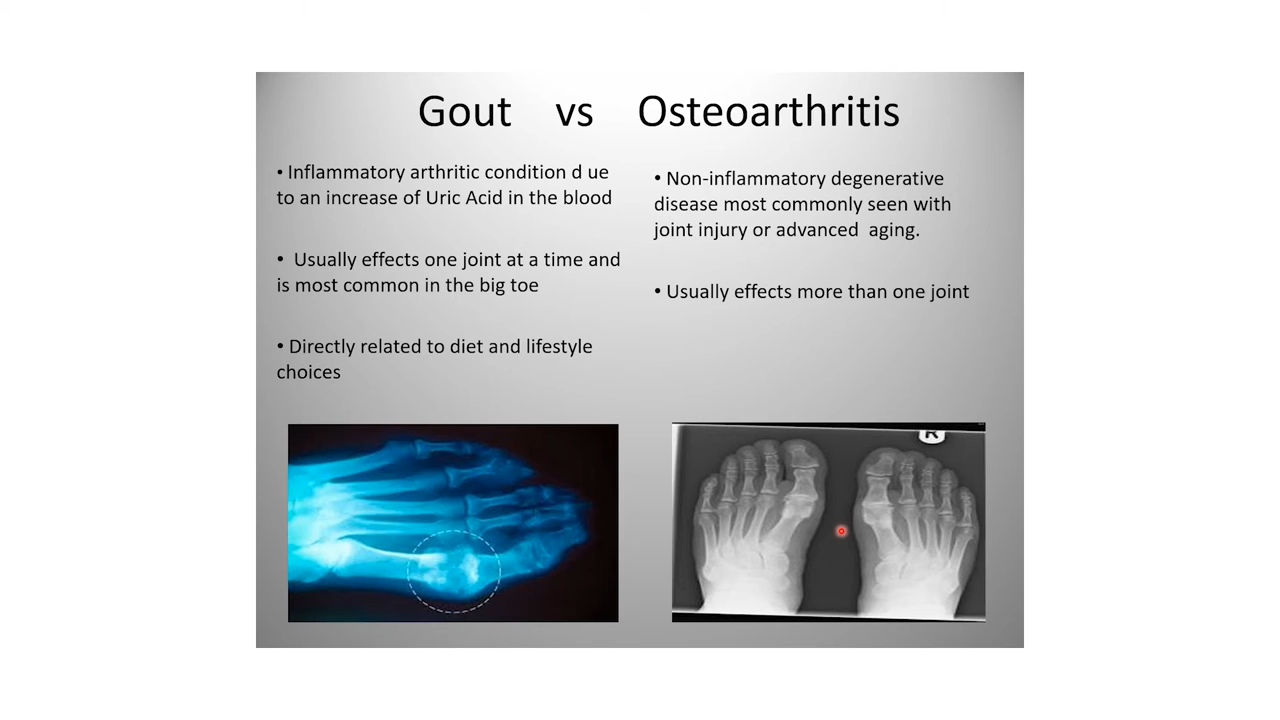 Gout vs Osteoarthritis
• Inflammatory arthritic condition d ue
to an increase of Uric Acid in the blood
• Usually effects one joint at a time and
is most common in the big toe
• Directly related to diet and lifestyle
choices
• Non-inflammatory degenerative
disease most commonly seen with
joint injury or advanced aging.
• Usually effects more than one joint
R